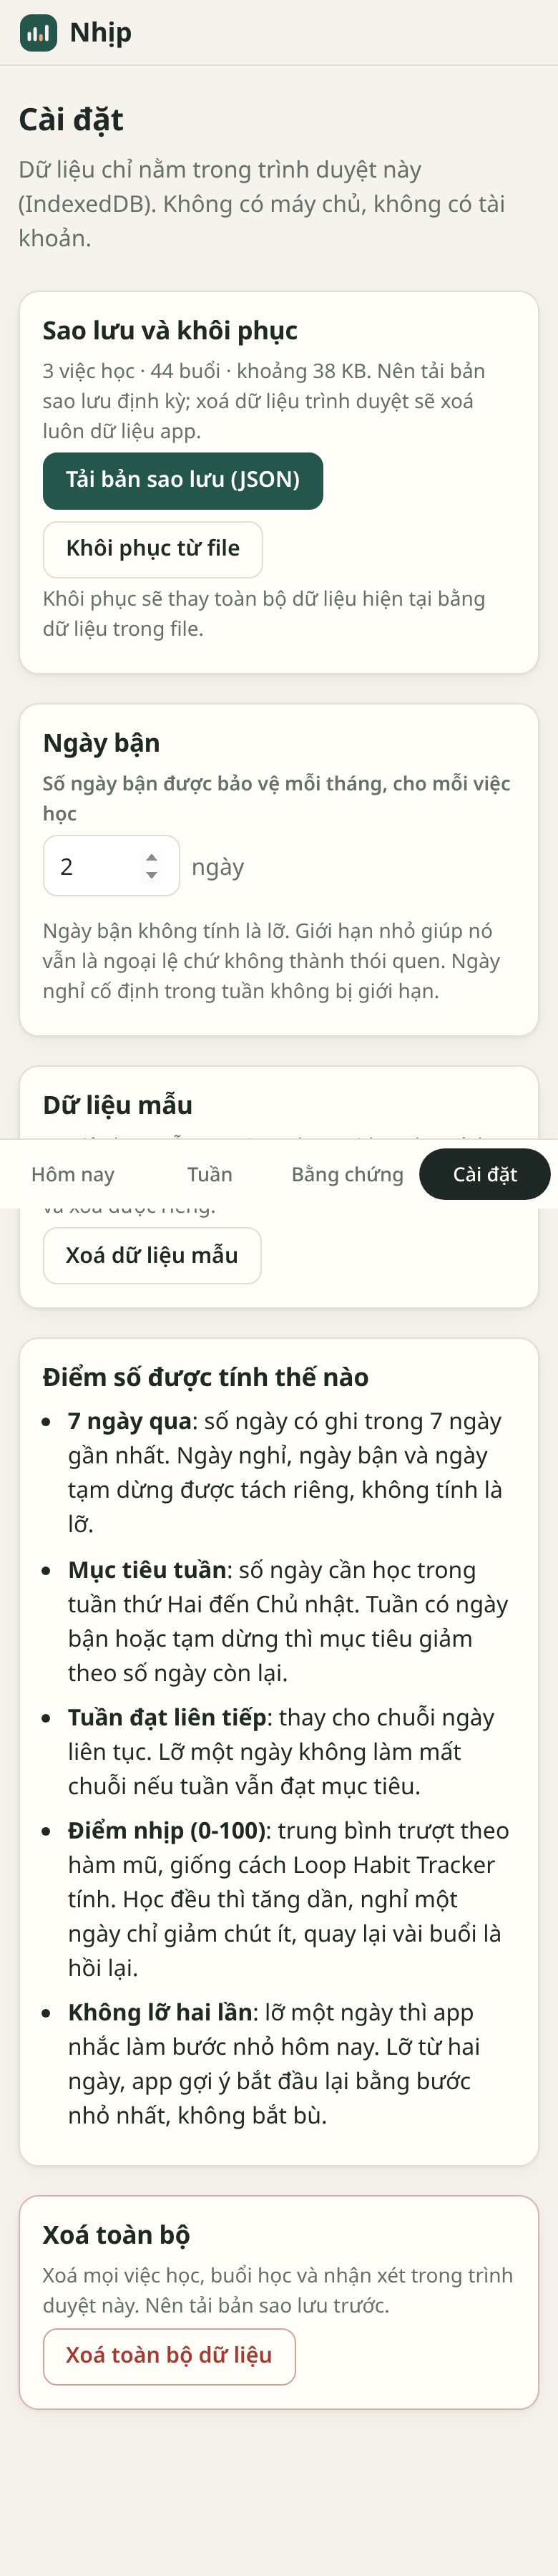 Nhịp
Cài đặt
Dữ liệu chỉ nằm trong trình duyệt này
(IndexedDB). Không có máy chủ, không có tài
khoản.
Sao lưu và khôi phục
3 việc học · 44 buổi · khoảng 38 KB. Nên tải bản
sao lưu định kỳ; xoá dữ liệu trình duyệt sẽ xoá
luôn dữ liệu app.
Tải bản sao lưu (JSON)
Khôi phục từ file
Khôi phục sẽ thay toàn bộ dữ liệu hiện tại bằng
dữ liệu trong file.
Ngày bận
Số ngày bận được bảo vệ mỗi tháng, cho mỗi việc
học
2 ngày
Ngày bận không tính là lỡ. Giới hạn nhỏ giúp nó
vẫn là ngoại lệ chứ không thành thói quen. Ngày
nghỉ cố định trong tuần không bị giới hạn.
Dữ liệu mẫu
Hôm nay Tuần Bằng chứng Cài đặt
và xoá được riêng.
Xoá dữ liệu mẫu
Điểm số được tính thế nào
• 7 ngày qua: số ngày có ghi trong 7 ngày
gần nhất. Ngày nghỉ, ngày bận và ngày
tạm dừng được tách riêng, không tính là
lỡ.
• Mục tiêu tuần: số ngày cần học trong
tuần thứ Hai đến Chủ nhật. Tuần có ngày
bận hoặc tạm dừng thì mục tiêu giảm
theo số ngày còn lại.
• Tuần đạt liên tiếp: thay cho chuỗi ngày
liên tục. Lỡ một ngày không làm mất
chuỗi nếu tuần vẫn đạt mục tiêu.
• Điểm nhịp (0-100): trung bình trượt theo
hàm mũ, giống cách Loop Habit Tracker
tính. Học đều thì tăng dần, nghỉ một
ngày chỉ giảm chút ít, quay lại vài buổi là
hồi lại.
• Không lỡ hai lần: lỡ một ngày thì app
nhắc làm bước nhỏ hôm nay. Lỡ từ hai
ngày, app gợi ý bắt đầu lại bằng bước
nhỏ nhất, không bắt bù.
Xoá toàn bộ
Xoá mọi việc học, buổi học và nhận xét trong trình
duyệt này. Nên tải bản sao lưu trước.
Xoá toàn bộ dữ liệu